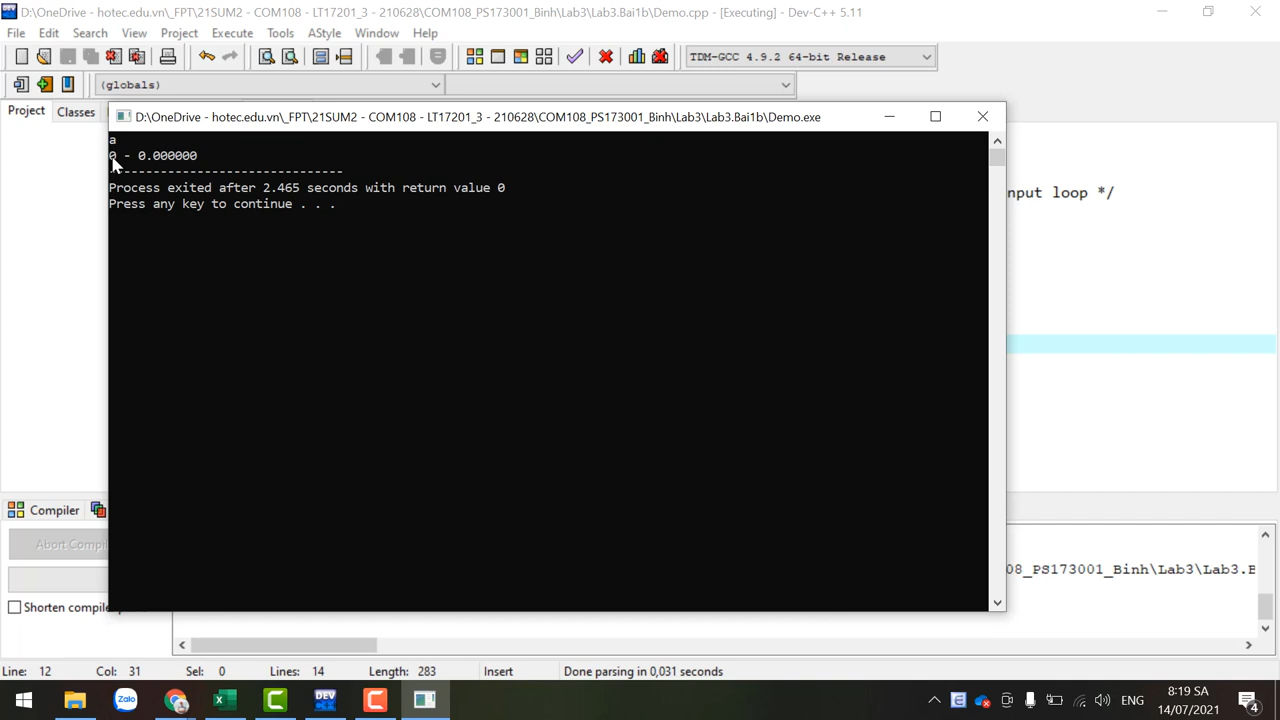 D:\OneDrive - hotec.edu.vn\_FPT\21SUM2 - COM108 - LT17201_3 - 210628\COM108_PS173001_Binh\Lab3\Lab3.Bai1b\Demo.cpp - [Executing] - Dev-C++ 5.11
File Edit Search View Project Execute Tools AStyle Window Help
TDM-GCC 4.9.2 64-bit Release
(globals)
Project Classes
D:\OneDrive - hotec.edu.vn\_FPT\21SUM2 - COM108 - LT17201_3 - 210628\COM108_PS173001_Binh\Lab3\Lab3.Bai1b\Demo.exe
a
0 - 0.000000
--------------------------------
Process exited after 2.465 seconds with return value 0
nput loop */
Press any key to continue . . .
Compiler
Abort Compil
08_PS173001_Binh\Lab3\Lab3.B
Shorten compile
Line: 12 Col: 31 Sel: 0 Lines: 14 Length: 283 Insert Done parsing in 0,031 seconds
Zalo DEV ENG
8:19 SA
14/07/2021
4